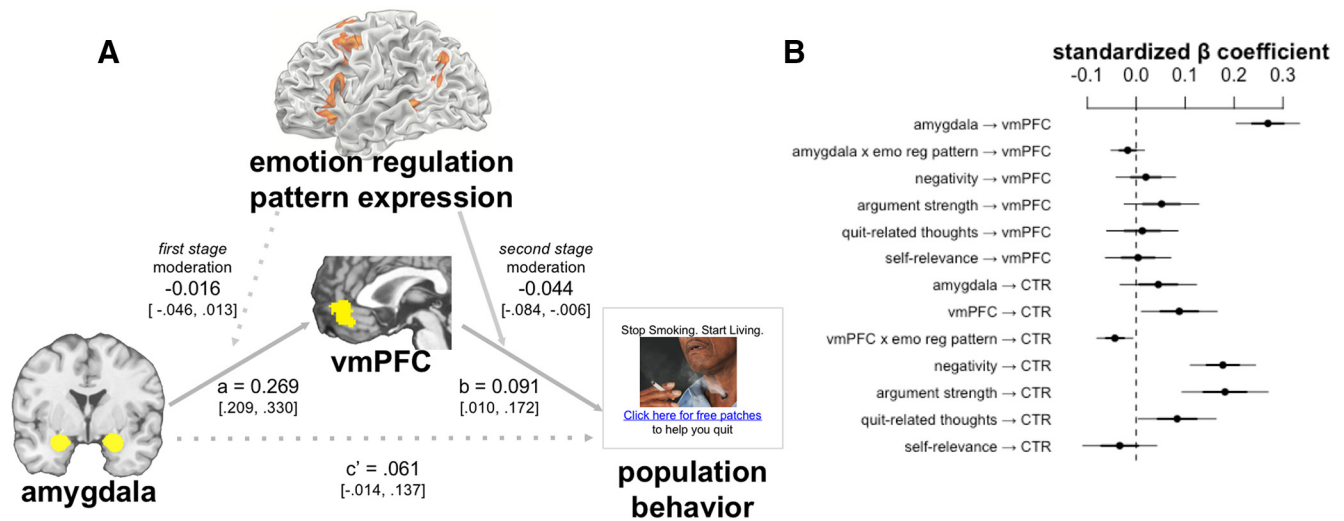 A
emotion regulation
pattern expression
first stage
moderation
-0.016
[ -.046, .013]
second stage
moderation
-0.044
[-.084, -.006]
vmPFC
a = 0.269
[.209, .330]
b = 0.091
[.010, .172]
amygdala
c' = .061
[-.014, .137]
Stop Smoking. Start Living.
Click here for free patches
to help you quit
population
behavior
B
standardized β coefficient
-0.1 0.0 0.1 0.2 0.3
amygdala → vmPFC
amygdala x emo reg pattern → vmPFC
negativity → vmPFC
argument strength → vmPFC
quit-related thoughts → vmPFC
self-relevance → vmPFC
amygdala → CTR
vmPFC → CTR
vmPFC x emo reg pattern → CTR
negativity → CTR
argument strength → CTR
quit-related thoughts → CTR
self-relevance → CTR